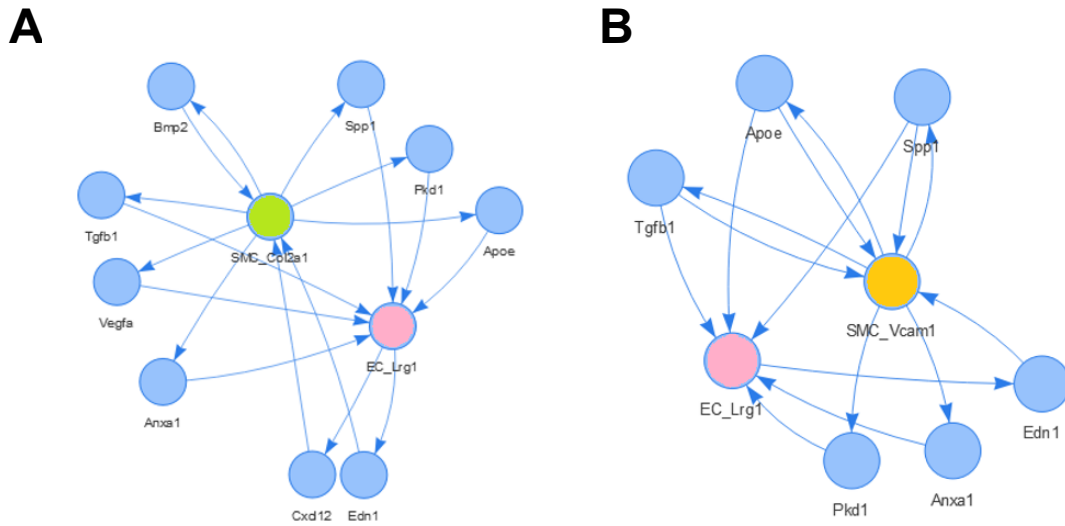 A
B
Bmp2
Spp1
Pkd1
Tgfb1
SMC_Col2a1
Apoe
Vegfa
EC_Lrg1
Anxa1
Cxcl12
Edn1
Apoe
Spp1
Tgfb1
SMC_Vcam1
EC_Lrg1
Edn1
Anxa1
Pkd1